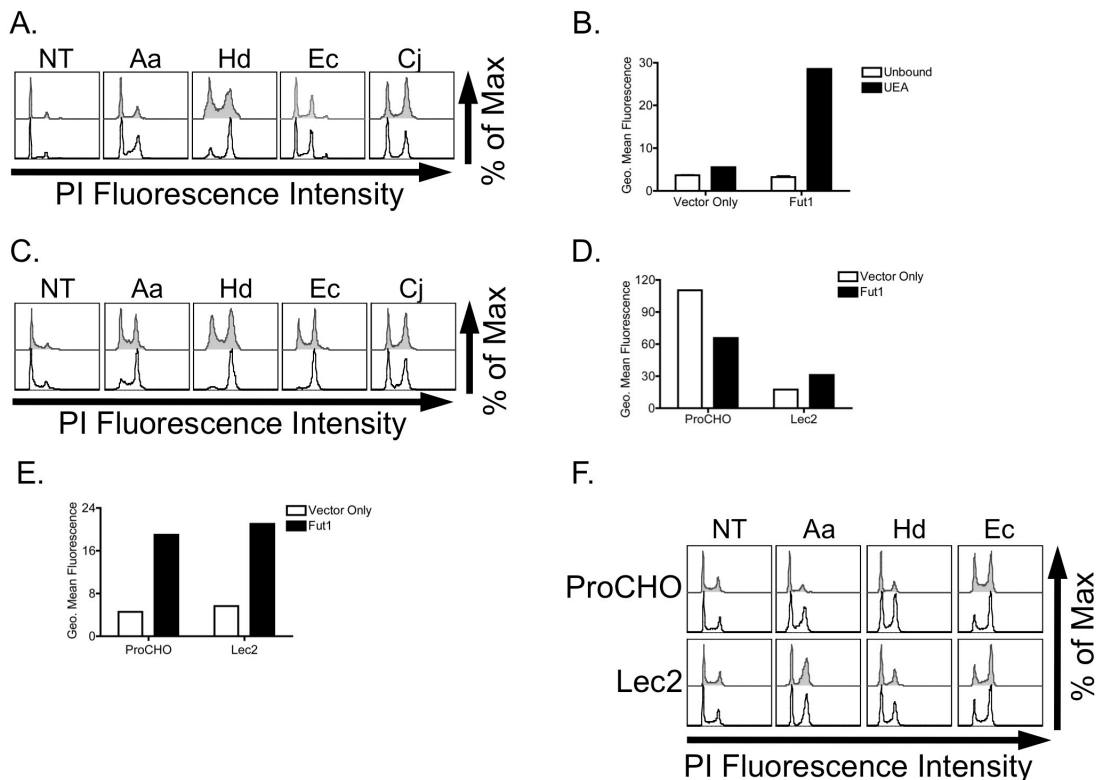 A.
NT Aa Hd Ec Cj
% of Max
PI Fluorescence Intensity
B.
Geo. Mean Fluorescence
30
20
10
0
Vector Only Fut1
Unbound
UEA
C.
NT Aa Hd Ec Cj
% of Max
PI Fluorescence Intensity
D.
Geo. Mean Fluorescence
120
90
60
30
0
ProCHO Lec2
Vector Only
Fut1
E.
Geo. Mean Fluorescence
24
16
8
0
ProCHO Lec2
Vector Only
Fut1
F.
NT Aa Hd Ec
ProCHO
Lec2
% of Max
PI Fluorescence Intensity